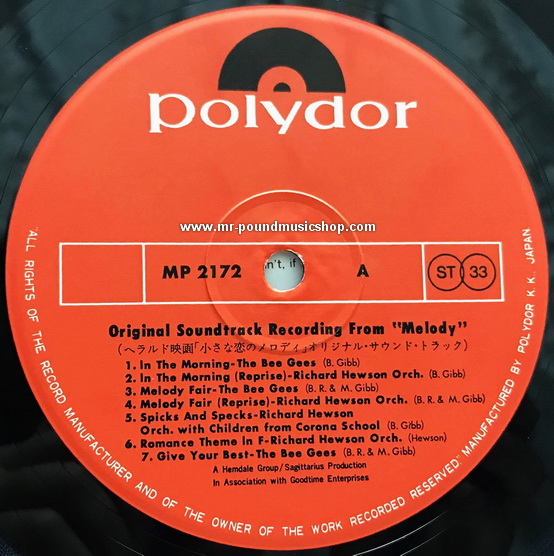 polydor
www.mr-poundmusicshop.com
MP 2172
n't, if
A
ST 33
Original Soundtrack Recording From "Melody"
(ヘラルド映画「小さな恋のメロディ」オリジナル・サウンド・トラック)
1. In the Morning-The Bee Gees (B. Gibb)
2. In the Morning (Reprise)-Richard Hewson Orch. (B. Gibb)
3. Melody Fair-The Bee Gees (B. R. & M. Gibb)
4. Melody Fair (Reprise)-Richard Hewson Orch. (B. R. & M. Gibb)
5. Spicks And Specks-Richard Hewson
Orch. with Children from Corona School (B. Gibb)
6. Romance Theme In F-Richard Hewson Orch. (Hewson)
7. Give Your Best-The Bee Gees (B. R. & M. Gibb)
A Hemdale Group/Sagittarius Production
In Association with Goodtime Enterprises
"ALL RIGHTS OF THE RECORD MANUFACTURER AND OF THE OWNER OF THE WORK RECORDED RESERVED." MANUFACTURED BY POLYDOR K. K., JAPAN